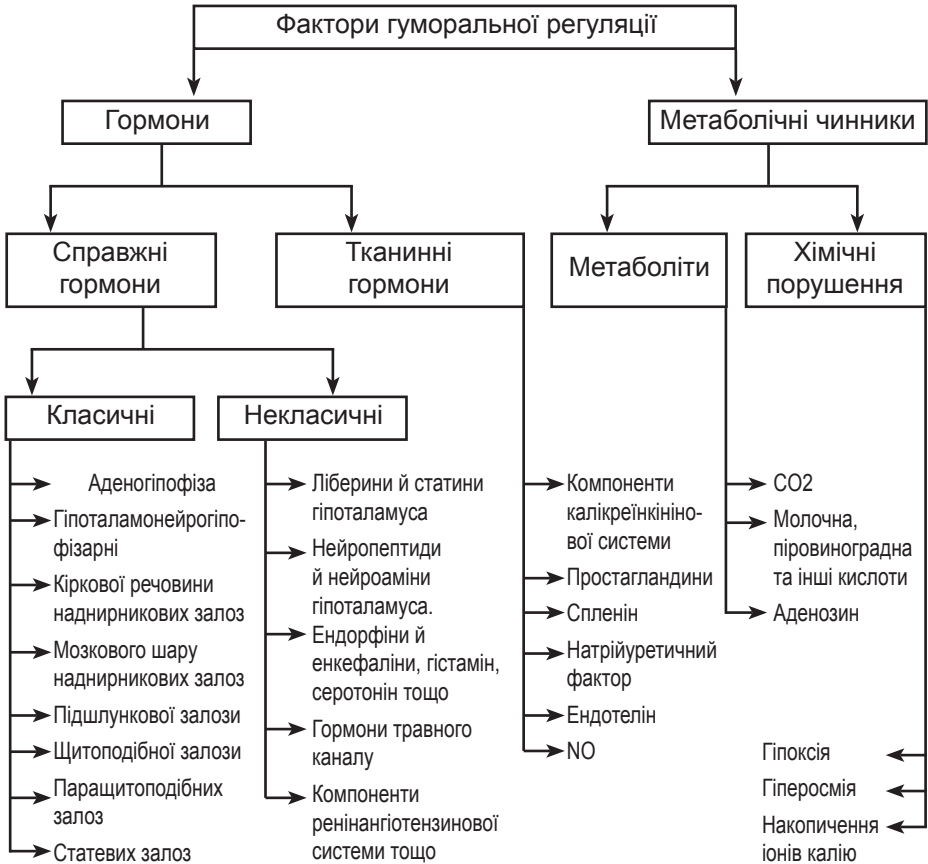 Фактори гуморальної регуляції
Гормони
Метаболічні чинники
Справжні
гормони
Тканинні
гормони
Метаболіти
Хімічні
порушення
Класичні
Некласичні
Аденогіпофіза
Гіпоталамонейрогіпо-
фізарні
Кіркової речовини
наднирникових залоз
Мозкового шару
наднирникових залоз
Підшлункової залози
Щитоподібної залози
Паращитоподібних
залоз
Статевих залоз
Ліберини й статини
гіпоталамуса
Нейропептиди
й нейроаміни
гіпоталамуса.
Ендорфіни й
енкефаліни, гістамін,
серотонін тощо
Гормони травного
каналу
Компоненти
ренінангіотензинової
системи тощо
Компоненти
калікреїнкініно-
вої системи
Простагландини
Спленін
Натрійуретичний
фактор
Ендотелін
NO
CO2
Молочна,
піровиноградна
та інші кислоти
Аденозин
Гіпоксія
Гіперосмія
Накопичення
іонів калію